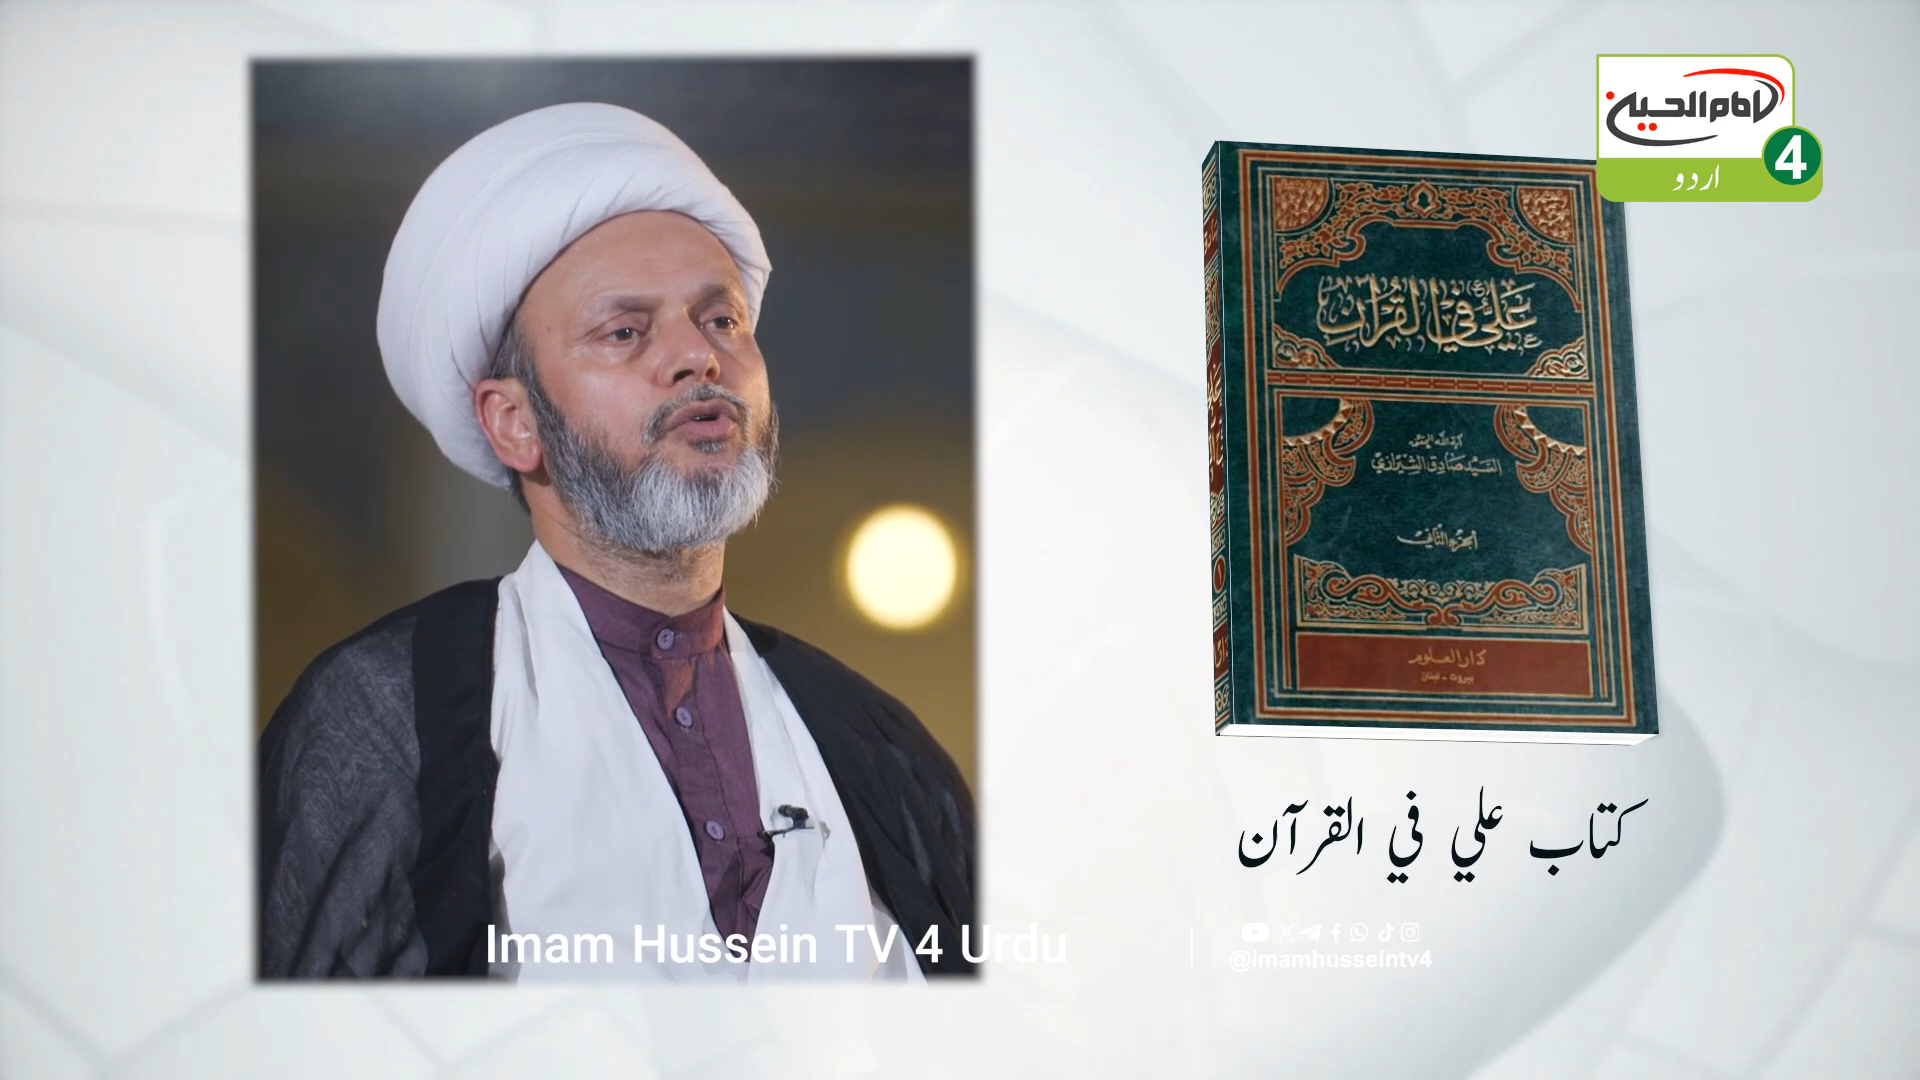 امام الحسين
4
اردو
علي (ع) في القرآن
السيد صادق الشيرازي
الجزء الثاني
دار العلوم
بيروت - لبنان
كتاب علي في القرآن
Imam Hussein TV 4 Urdu
@imamhusseintv4